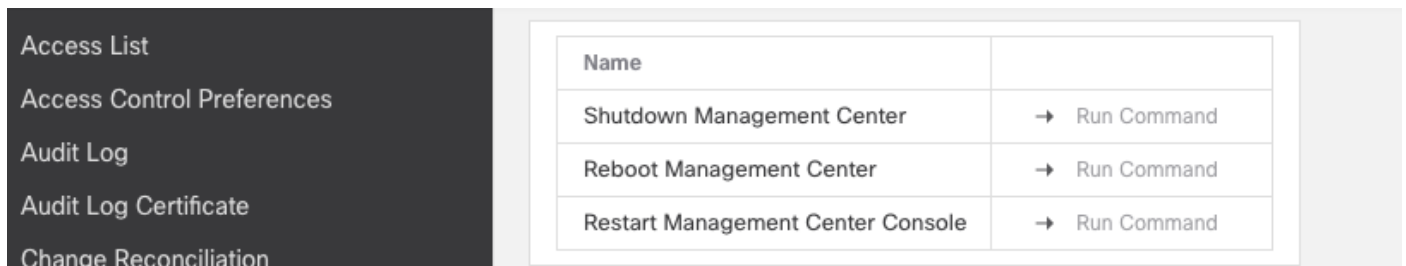 Access List
Access Control Preferences
Audit Log
Audit Log Certificate
Change Reconciliation
Name
Shutdown Management Center → Run Command
Reboot Management Center → Run Command
Restart Management Center Console → Run Command